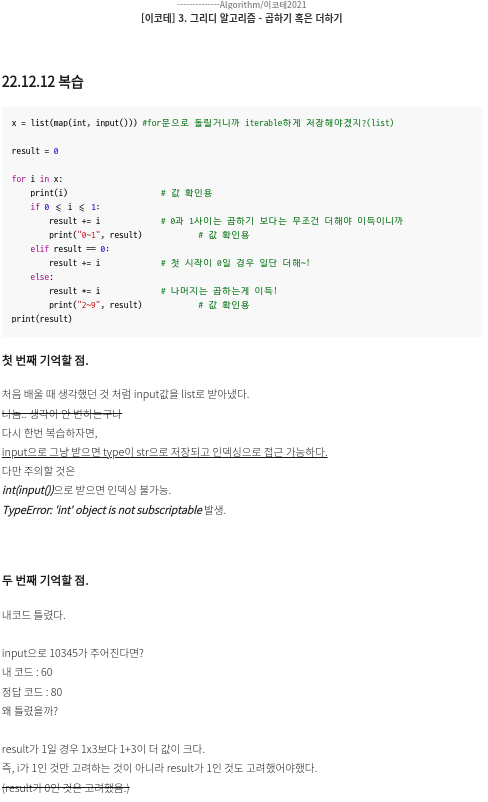 --------------Algorithm/이코테2021
[이코테] 3. 그리디 알고리즘 - 곱하기 혹은 더하기
22.12.12 복습
x = list(map(int, input())) #for문으로 돌릴거니까 iterable하게 저장해야겠지?(list)
result = 0
for i in x:
print(i) # 값 확인용
if 0 <= i <= 1:
result += i # 0과 1사이는 곱하기 보다는 무조건 더해야 이득이니까
print("0~1", result) # 값 확인용
elif result == 0:
result += i # 첫 시작이 0일 경우 일단 더해~!
else:
result *= i # 나머지는 곱하는게 이득!
print("2~9", result) # 값 확인용
print(result)
첫 번째 기억할 점.
처음 배울 때 생각했던 것 처럼 input값을 list로 받아냈다.
나놈.. 생각이 안 변하는구나
다시 한번 복습하자면,
input으로 그냥 받으면 type이 str으로 저장되고 인덱싱으로 접근 가능하다.
다만 주의할 것은
int(input())으로 받으면 인덱싱 불가능.
TypeError: 'int' object is not subscriptable 발생.
두 번째 기억할 점.
내코드 틀렸다.
input으로 10345가 주어진다면?
내 코드 : 60
정답 코드 : 80
왜 틀렸을까?
result가 1일 경우 1x3보다 1+3이 더 값이 크다.
즉, i가 1인 것만 고려하는 것이 아니라 result가 1인 것도 고려했어야했다.
(result가 0인 것은 고려했음.)